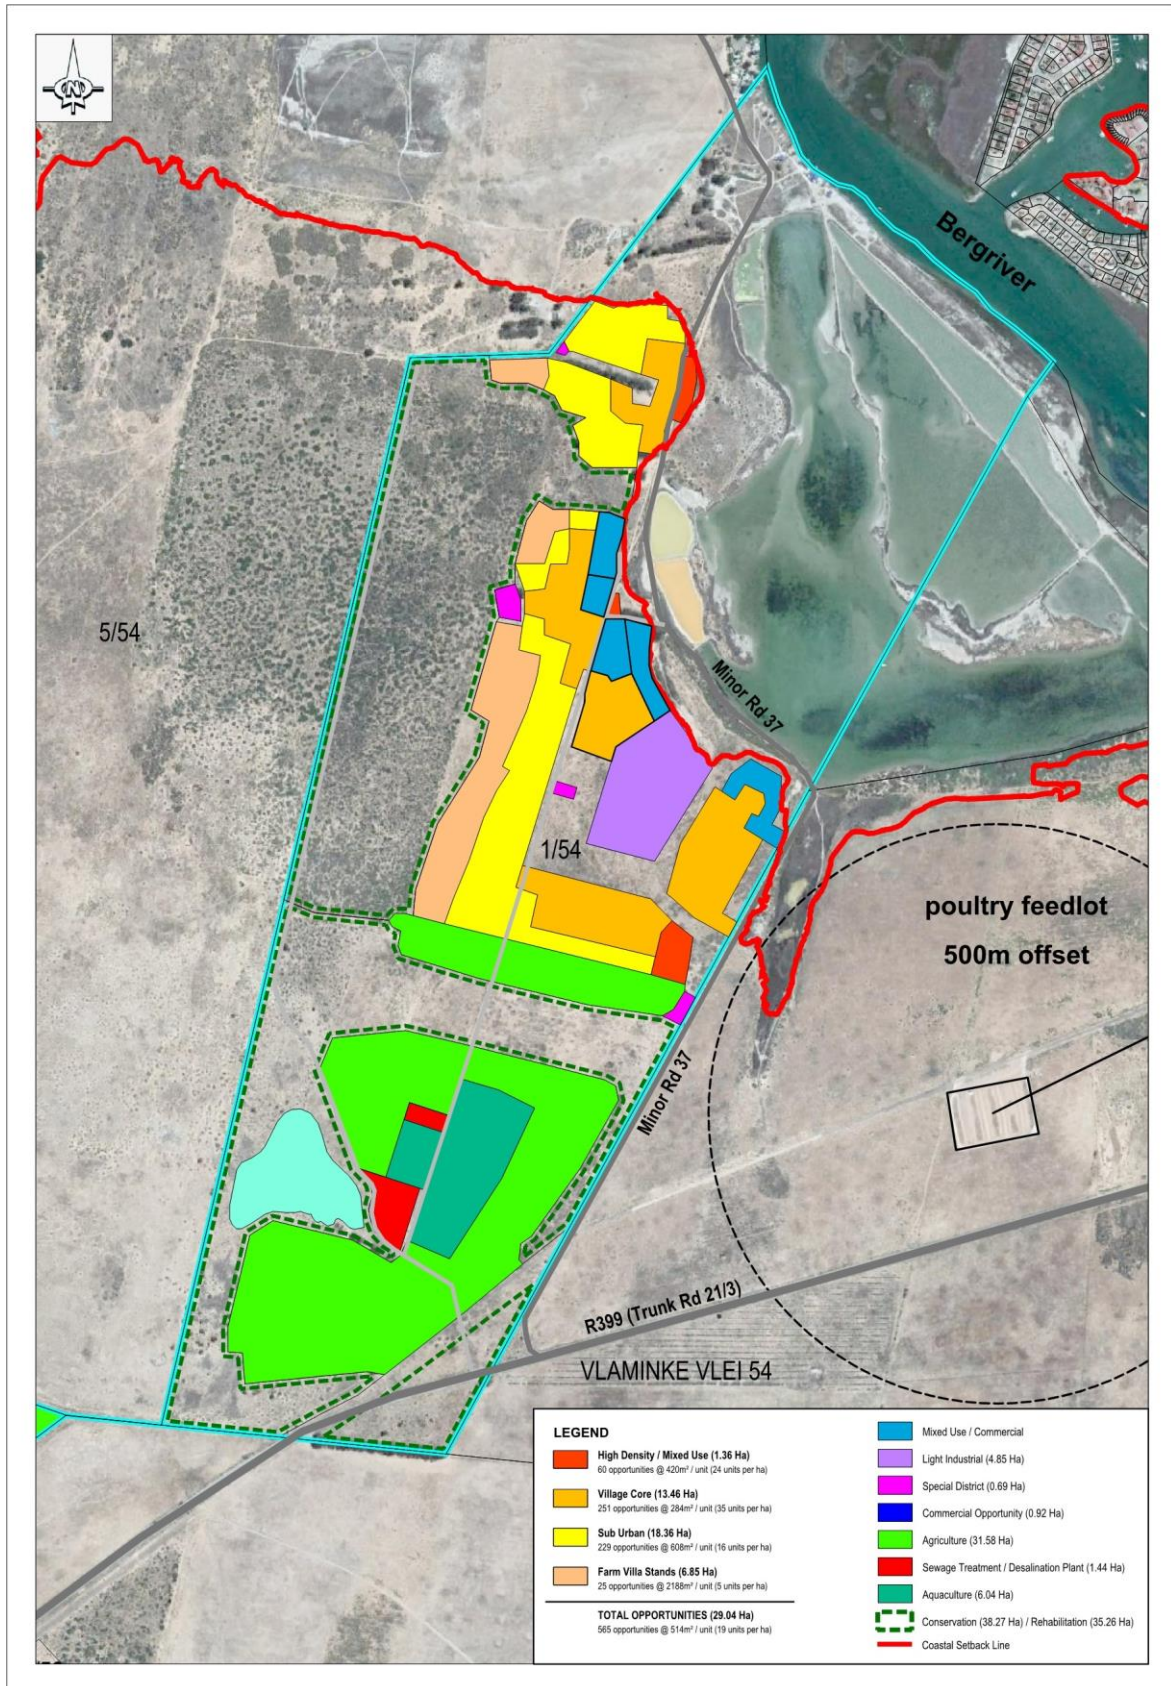 N
Bergriver
5/54
Minor Rd 37
1/54
poultry feedlot
500m offset
Minor Rd 37
R399 (Trunk Rd 21/3)
VLAMINKE VLEI 54
LEGEND
High Density / Mixed Use (1.36 Ha)
60 opportunities @ 420m² / unit (24 units per ha)
Village Core (13.46 Ha)
251 opportunities @ 284m² / unit (35 units per ha)
Sub Urban (18.36 Ha)
229 opportunities @ 608m² / unit (16 units per ha)
Farm Villa Stands (6.85 Ha)
25 opportunities @ 2188m² / unit (5 units per ha)
TOTAL OPPORTUNITIES (29.04 Ha)
565 opportunities @ 514m² / unit (19 units per ha)
Mixed Use / Commercial
Light Industrial (4.85 Ha)
Special District (0.69 Ha)
Commercial Opportunity (0.92 Ha)
Agriculture (31.58 Ha)
Sewage Treatment / Desalination Plant (1.44 Ha)
Aquaculture (6.04 Ha)
Conservation (38.27 Ha) / Rehabilitation (35.26 Ha)
Coastal Setback Line